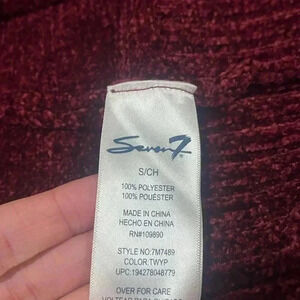 Seven7
S/CH
100% POLYESTER
100% POLIÉSTER
MADE IN CHINA
HECHO EN CHINA
RN#109890
STYLE NO:7M7489
COLOR:TWYP
UPC:194278048779
OVER FOR CARE